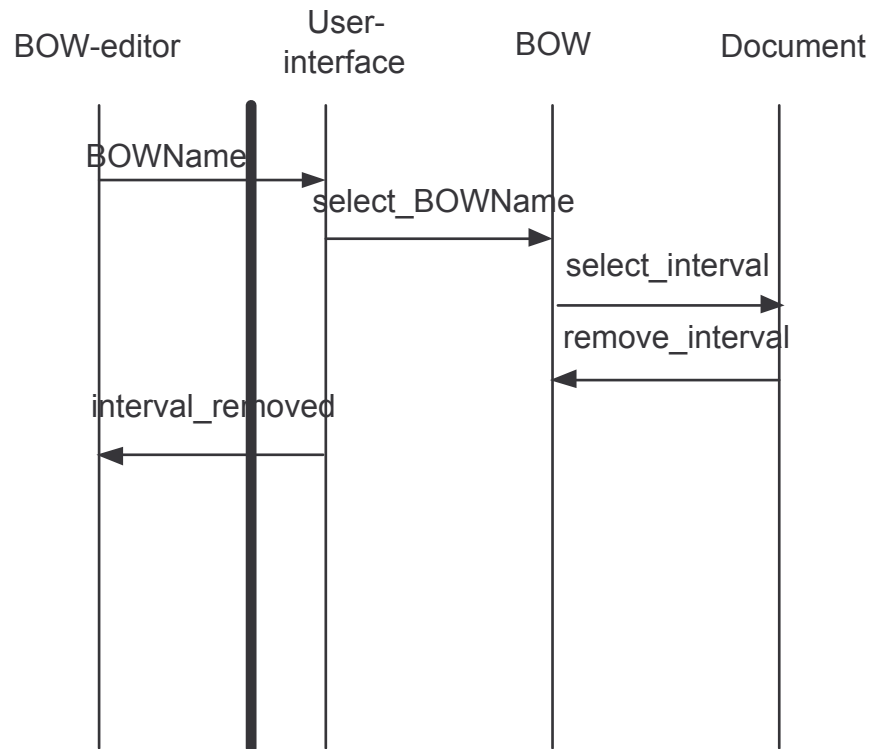 BOW-editor
User-
interface
BOW
Document
BOWName
select_BOWName
select_interval
remove_interval
interval_removed